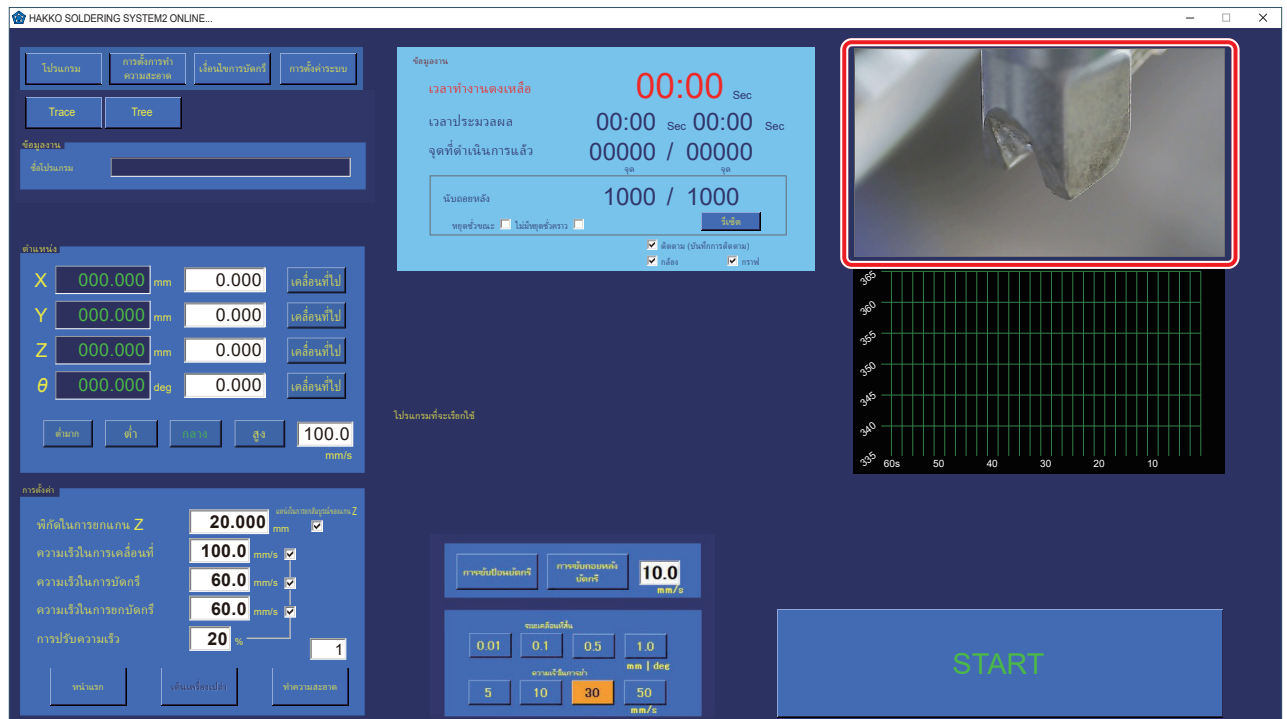 HAKKO SOLDERING SYSTEM2 ONLINE...
โปรแกรม
การตั้งการทำ
ความสะอาด
เงื่อนไขการบัดกรี
การตั้งค่าระบบ
Trace
Tree
ข้อมูลงาน
ชื่อโปรแกรม
ตำแหน่ง
X 000.000 mm 0.000 เคลื่อนที่ไป
Y 000.000 mm 0.000 เคลื่อนที่ไป
Z 000.000 mm 0.000 เคลื่อนที่ไป
θ 000.000 deg 0.000 เคลื่อนที่ไป
ต่ำมาก ต่ำ กลาง สูง 100.0
mm/s
การตั้งค่า
พิกัดในการยกแกน Z 20.000 mm
ความเร็วในการเคลื่อนที่ 100.0 mm/s
ความเร็วในการบัดกรี 60.0 mm/s
ความเร็วในการยกบัดกรี 60.0 mm/s
การปรับความเร็ว 20 %
1
หน้าแรก เดินเครื่องเปล่า ทำความสะอาด
ข้อมูลงาน
เวลาทำงานคงเหลือ 00:00 Sec
เวลาประมวลผล 00:00 Sec 00:00 Sec
จุดที่ดำเนินการแล้ว 00000 / 00000
จุด จุด
นับถอยหลัง 1000 / 1000
หยุดชั่วขณะ ไม่มีหยุดชั่วคราว รีเซ็ต
ติดตาม (บันทึกการติดตาม)
กล้อง กราฟ
โปรแกรมที่จะเรียกใช้
การขับป้อนบัดกรี
การขับถอยหลัง
บัดกรี
10.0
mm/s
ระยะเคลื่อนที่สั้น
0.01 0.1 0.5 1.0
mm | deg
5 10 30 50
mm/s
365
360
355
350
345
340
335
60s 50 40 30 20 10
START